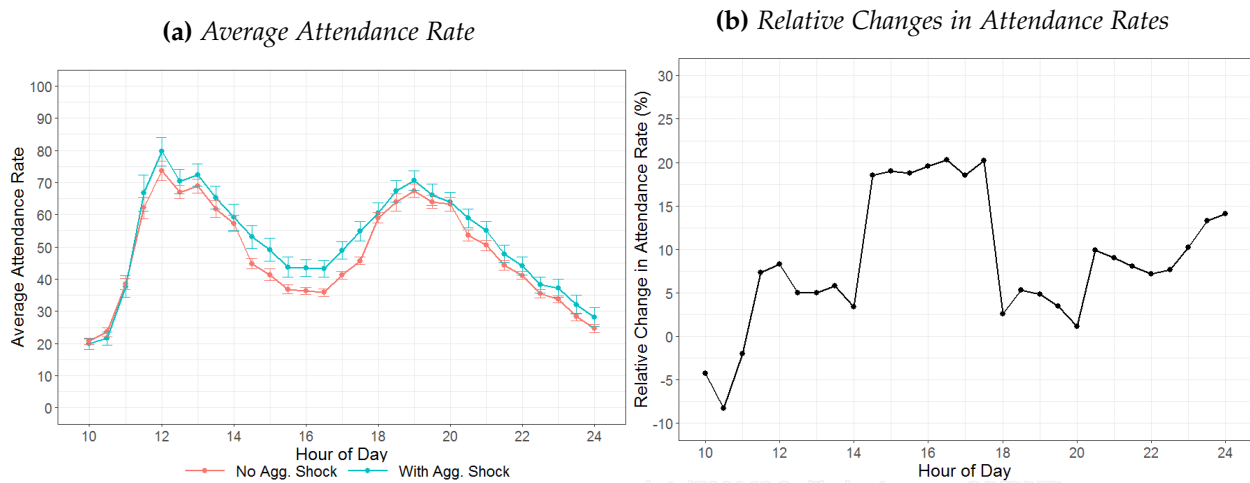 (a) Average Attendance Rate
Average Attendance Rate
100
90
80
70
60
50
40
30
20
10
0
10 12 14 16 18 20 22 24
Hour of Day
No Agg. Shock With Agg. Shock
(b) Relative Changes in Attendance Rates
Relative Change in Attendance Rate (%)
30
25
20
15
10
5
0
-5
-10
10 12 14 16 18 20 22 24
Hour of Day